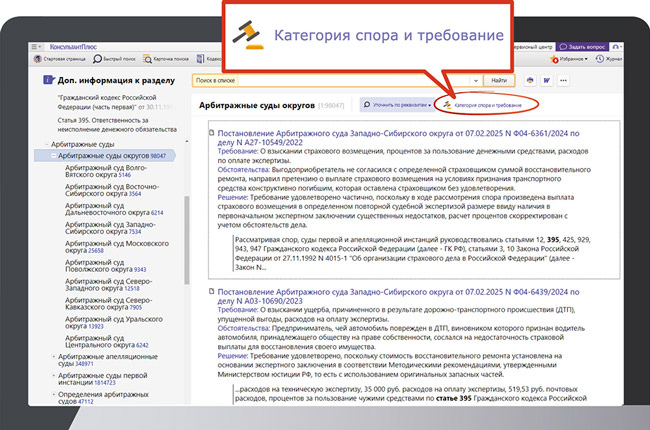 Категория спора и требование
КонсультантПлюс
Сервисный центр
Задать вопрос
Стартовая страница
Быстрый поиск
Карточка поиска
Кодексы
Избранное
Журнал
Доп. информация к разделу
"Гражданский кодекс Российской
Федерации (часть первая)" от 30.11.
Статья 395. Ответственность за
неисполнение денежного обязательства
Арбитражные суды
Арбитражные суды округов 98047
Арбитражный суд Волго-
Вятского округа 5146
Арбитражный суд Восточно-
Сибирского округа 3564
Арбитражный суд
Дальневосточного округа 6214
Арбитражный суд Западно-
Сибирского округа 7534
Арбитражный суд Московского
округа 25658
Арбитражный суд
Поволжского округа 9343
Арбитражный суд Северо-
Западного округа 12518
Арбитражный суд Северо-
Кавказского округа 7905
Арбитражный суд Уральского
округа 13923
Арбитражный суд
Центрального округа 6242
Арбитражные апелляционные
суды 348971
Арбитражные суды первой
инстанции 1814723
Определения арбитражных
судов 47112
Поиск в списке
Найти
Арбитражные суды округов (1:98047)
Уточнить по реквизитам
Категория спора и требование
Постановление Арбитражного суда Западно-Сибирского округа от 07.02.2025 N Ф04-6361/2024 по
делу N А27-10549/2022
Требование: О взыскании страхового возмещения, процентов за пользование денежными средствами, расходов
по оплате экспертизы.
Обстоятельства: Выгодоприобретатель не согласился с определенной страховщиком суммой восстановительного
ремонта, направил претензию о выплате страхового возмещения на условиях признания транспортного
средства конструктивно погибшим, которая оставлена страховщиком без удовлетворения.
Решение: Требование удовлетворено частично, поскольку в ходе рассмотрения спора произведена выплата
страхового возмещения в определенном повторной судебной экспертизой размере ввиду наличия в
первоначальном экспертном заключении существенных недостатков, расчет процентов скорректирован с
учетом обстоятельств дела.
Рассматривая спор, суды первой и апелляционной инстанций руководствовались статьями 12, 395, 425, 929,
943, 947 Гражданского кодекса Российской Федерации (далее - ГК РФ), статьями 3, 10 Закона Российской
Федерации от 27.11.1992 N 4015-1 "Об организации страхового дела в Российской Федерации" (далее -
Закон N...
Постановление Арбитражного суда Западно-Сибирского округа от 07.02.2025 N Ф04-6439/2024 по
делу N А03-10690/2023
Требование: О взыскании ущерба, причиненного в результате дорожно-транспортного происшествия (ДТП),
упущенной выгоды, расходов на оплату экспертизы.
Обстоятельства: Предприниматель, чей автомобиль поврежден в ДТП, виновником которого признан водитель
автомобиля, принадлежащего обществу на праве собственности, сослался на недостаточность страховой
выплаты для восстановления своего имущества.
Решение: Требование удовлетворено, поскольку стоимость восстановительного ремонта установлена на
основании экспертного заключения в соответствии Методическими рекомендациями, утвержденными
Министерством юстиции РФ, то есть с использованием оригинальных запасных частей.
...расходов на техническую экспертизу, 35 000 руб. расходов на оплату экспертизы, 519,53 руб. почтовых
расходов, процентов за пользование чужими средствами по статье 395 Гражданского кодекса Российской